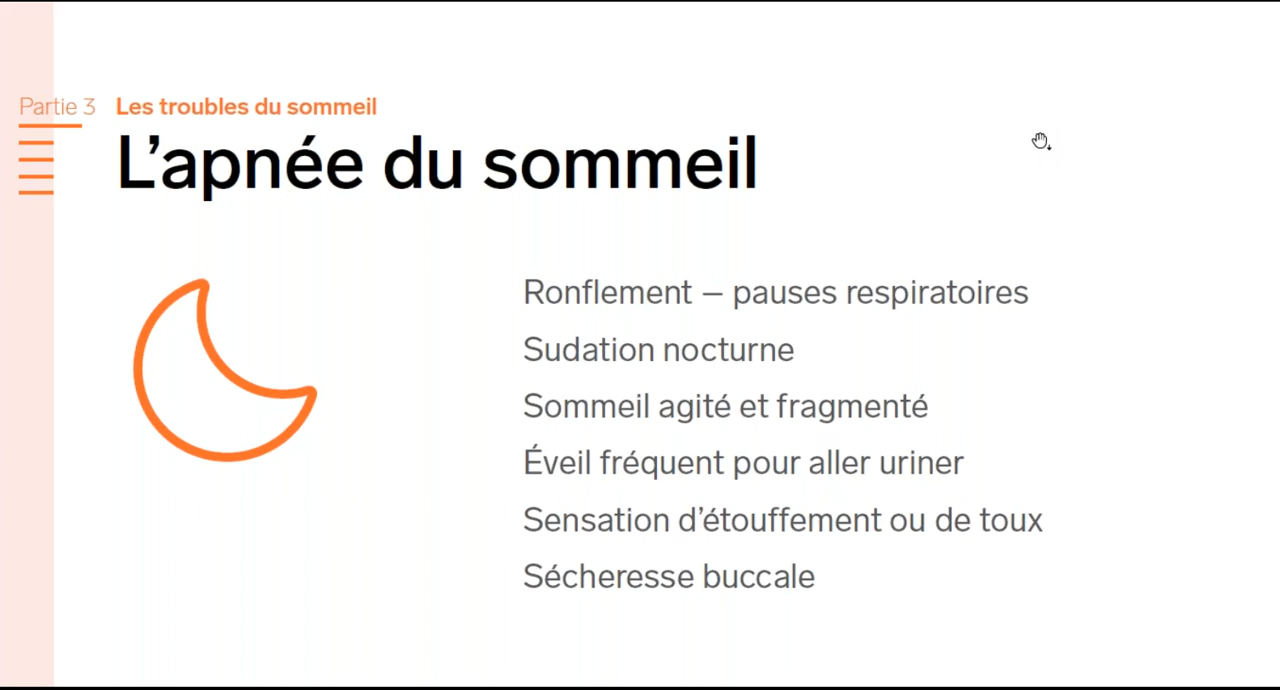 Partie 3 Les troubles du sommeil
L’apnée du sommeil
Ronflement – pauses respiratoires
Sudation nocturne
Sommeil agité et fragmenté
Éveil fréquent pour aller uriner
Sensation d’étouffement ou de toux
Sécheresse buccale